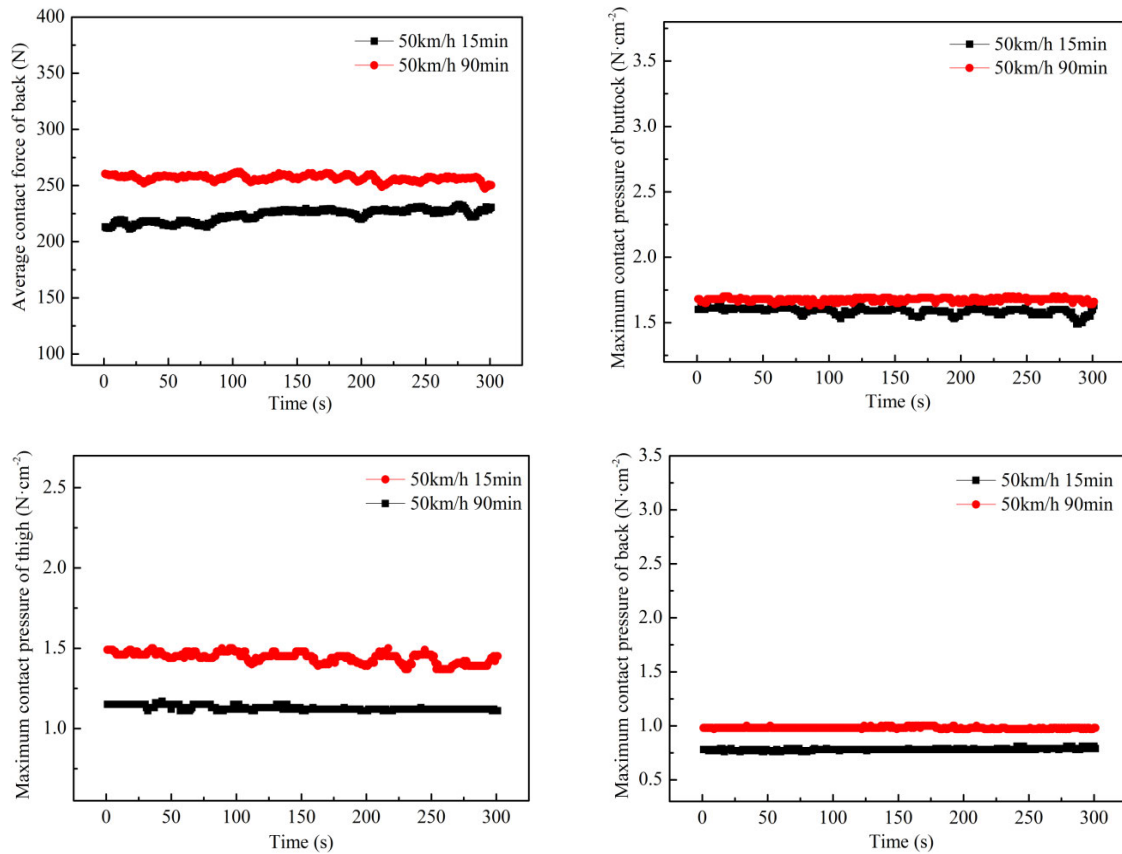 Average contact force of back (N)
400
350
300
250
200
150
100
50km/h 15min
50km/h 90min
0 50 100 150 200 250 300
Time (s)
Maximum contact pressure of buttock (N·cm⁻²)
3.5
3.0
2.5
2.0
1.5
50km/h 15min
50km/h 90min
0 50 100 150 200 250 300
Time (s)
Maximum contact pressure of thigh (N·cm⁻²)
2.5
2.0
1.5
1.0
50km/h 15min
50km/h 90min
0 50 100 150 200 250 300
Time (s)
Maximum contact pressure of back (N·cm⁻²)
3.5
3.0
2.5
2.0
1.5
1.0
0.5
50km/h 15min
50km/h 90min
0 50 100 150 200 250 300
Time (s)